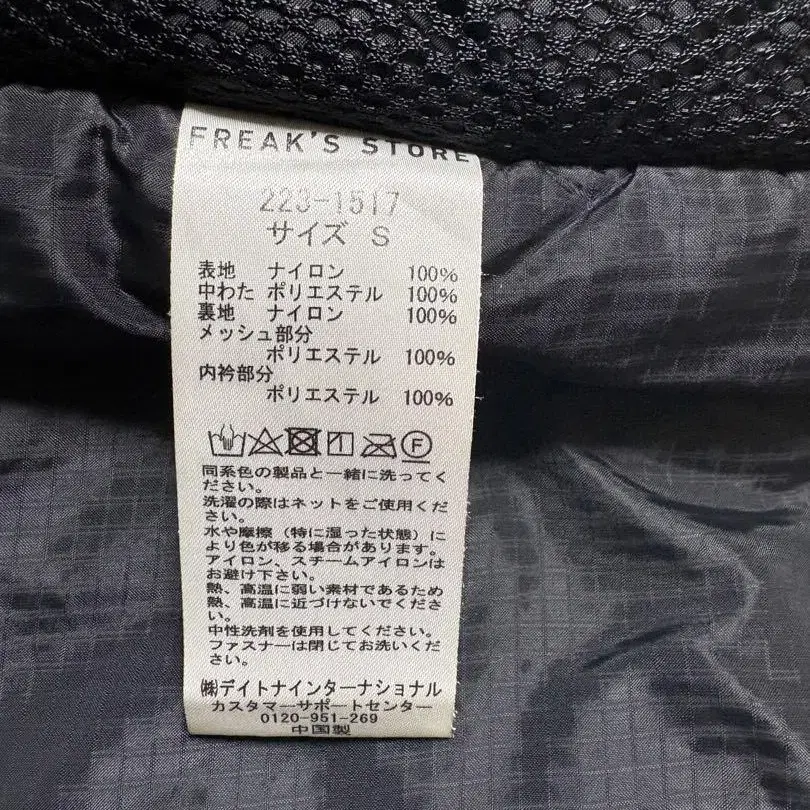 FREAK'S STORE
223-1517
サイズ S
表地 ナイロン 100%
中わた ポリエステル 100%
裏地 ナイロン 100%
メッシュ部分
ポリエステル 100%
内衿部分
ポリエステル 100%
F
同系色の製品と一緒に洗ってく
ださい。
洗濯の際はネットをご使用くだ
さい。
水や摩擦（特に湿った状態）に
より色が移る場合があります。
アイロン、スチームアイロンは
お避け下さい。
熱、高温に弱い素材であるため
熱、高温に近づけないでくださ
い。
中性洗剤を使用してください。
ファスナーは閉じてお洗いくだ
さい。
㈱デイトナインターナショナル
カスタマーサポートセンター
0120-951-269
中国製